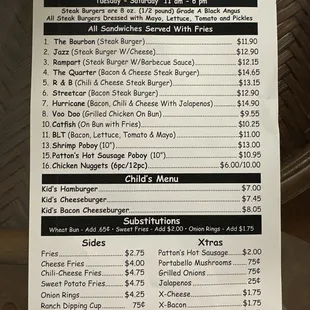 Tuesday - Saturday 11 am - 6 pm
Steak Burgers are 8 oz. (1/2 pound) Grade A Black Angus
All Steak Burgers Dressed with Mayo, Lettuce, Tomato and Pickles
All Sandwiches Served With Fries
1. The Bourbon (Steak Burger) $11.90
2. Jazz (Steak Burger W/Cheese) $12.90
3. Rampart (Steak Burger W/Barbecue Sauce) $12.15
4. The Quarter (Bacon & Cheese Steak Burger) $14.65
5. R & B (Chili & Cheese Steak Burger) $13.15
6. Streetcar (Bacon Steak Burger) $12.90
7. Hurricane (Bacon, Chili & Cheese With Jalapenos) $14.90
8. Voo Doo (Grilled Chicken On Bun) $9.55
10. Catfish (On Bun with Fries) $10.25
11. BLT (Bacon, Lettuce, Tomato & Mayo) $11.00
13. Shrimp Poboy (10") $13.00
15. Patton's Hot Sausage Poboy (10") $10.95
16. Chicken Nuggets (6pc/12pc) $6.00/10.00
Child's Menu
Kid's Hamburger $7.00
Kid's Cheeseburger $7.45
Kid's Bacon Cheeseburger $8.05
Substitutions
Wheat Bun - Add .65¢ • Sweet Fries - Add $2.00 • Onion Rings - Add $1.75
Sides
Fries $2.75
Cheese Fries $4.00
Chili-Cheese Fries $4.75
Sweet Potato Fries $4.75
Onion Rings $4.25
Ranch Dipping Cup 75¢
Xtras
Patton's Hot Sausage $2.00
Portabello Mushrooms 75¢
Grilled Onions 75¢
Jalapenos 25¢
X-Cheese $1.75
X-Bacon $1.75